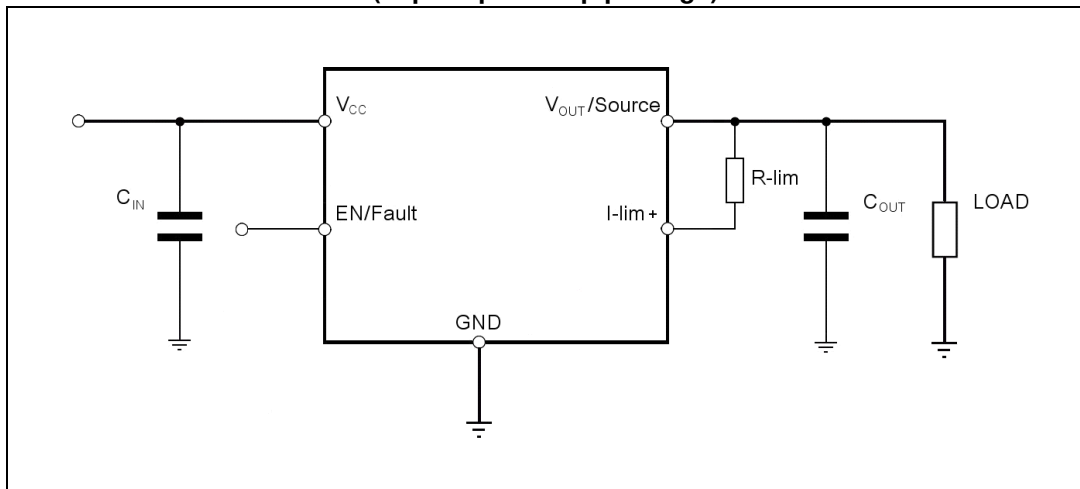 V_CC
V_OUT/Source
C_IN
R-lim
C_OUT
LOAD
EN/Fault
I-lim+
GND